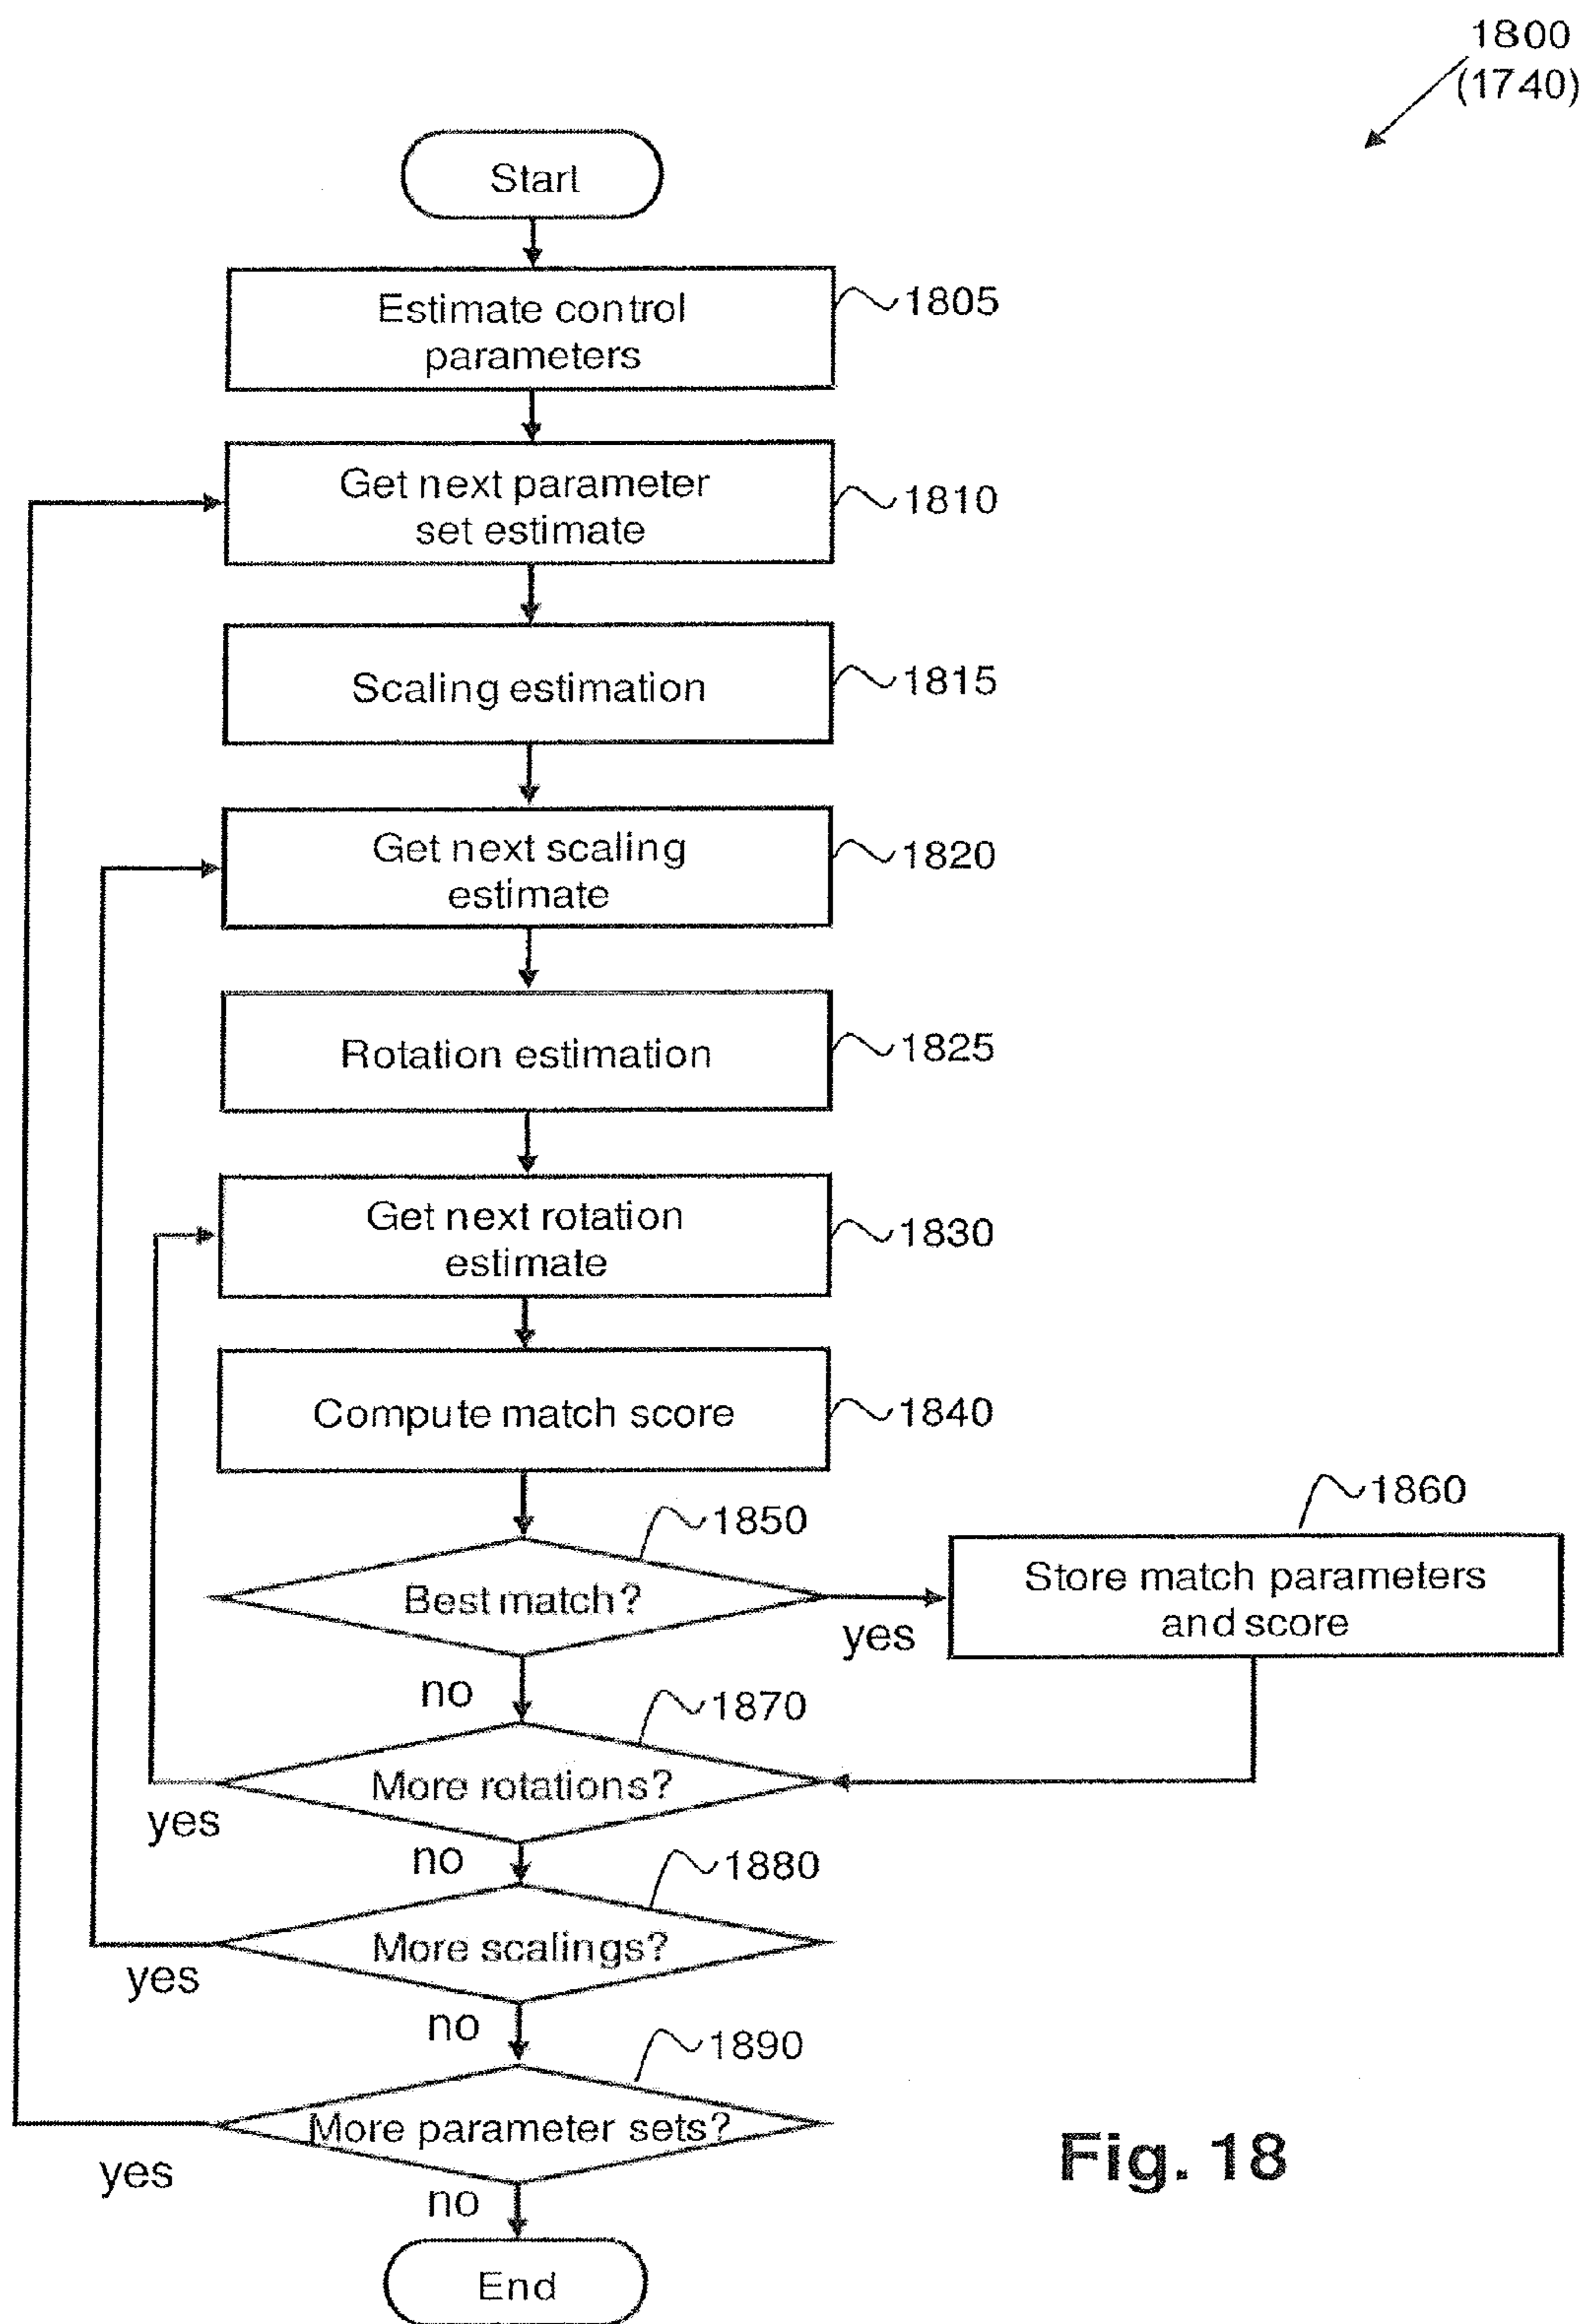 1800
(1740)
Start
Estimate control
parameters
1805
Get next parameter
set estimate
1810
Scaling estimation
1815
Get next scaling
estimate
1820
Rotation estimation
1825
Get next rotation
estimate
1830
Compute match score
1840
1850
Best match?
yes
1860
Store match parameters
and score
no
1870
More rotations?
yes
no
1880
More scalings?
yes
no
1890
More parameter sets?
yes
no
End
Fig. 18